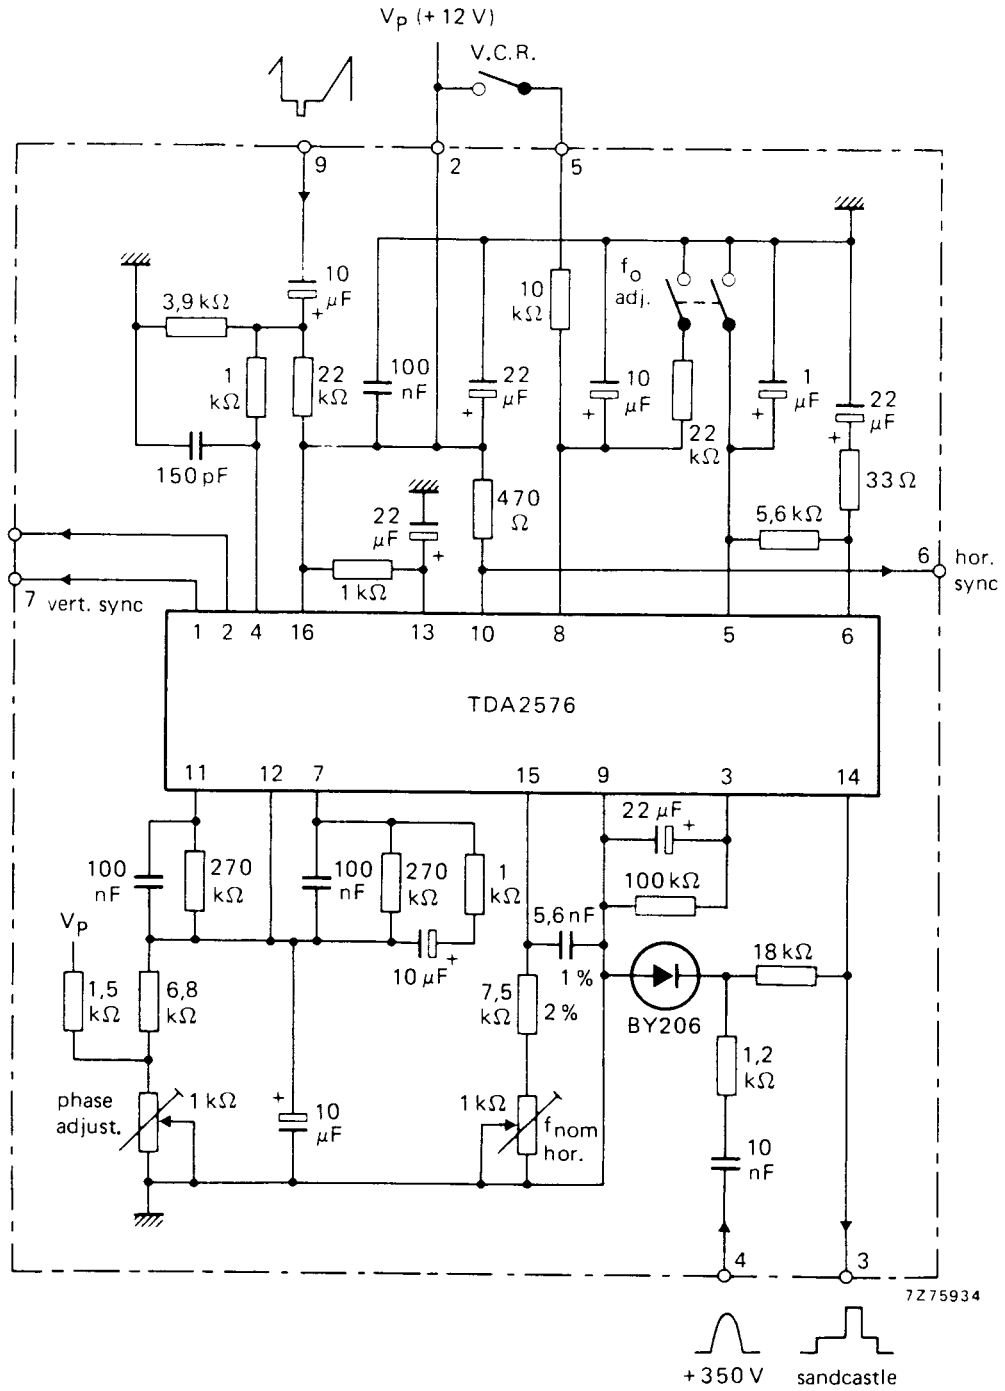 Vp (+ 12 V)
V.C.R.
9
2
5
10 µF
3,9 kΩ
1 kΩ
22 kΩ
100 nF
22 µF
10 kΩ
fo adj.
10 µF
22 kΩ
1 µF
22 µF
33 Ω
150 pF
22 µF
470 Ω
5,6 kΩ
1 kΩ
6 hor. sync
7 vert. sync
1 2 4 16 13 10 8 5 6
TDA2576
11 12 7 15 9 3 14
22 µF
100 nF
270 kΩ
100 nF
270 kΩ
1 kΩ
100 kΩ
5,6 nF
1 %
Vp
10 µF
18 kΩ
1,5 kΩ
6,8 kΩ
7,5 kΩ
2 %
BY206
1,2 kΩ
phase adjust.
1 kΩ
10 µF
1 kΩ
fnom hor.
10 nF
4
3
7Z75934
+ 350 V
sandcastle